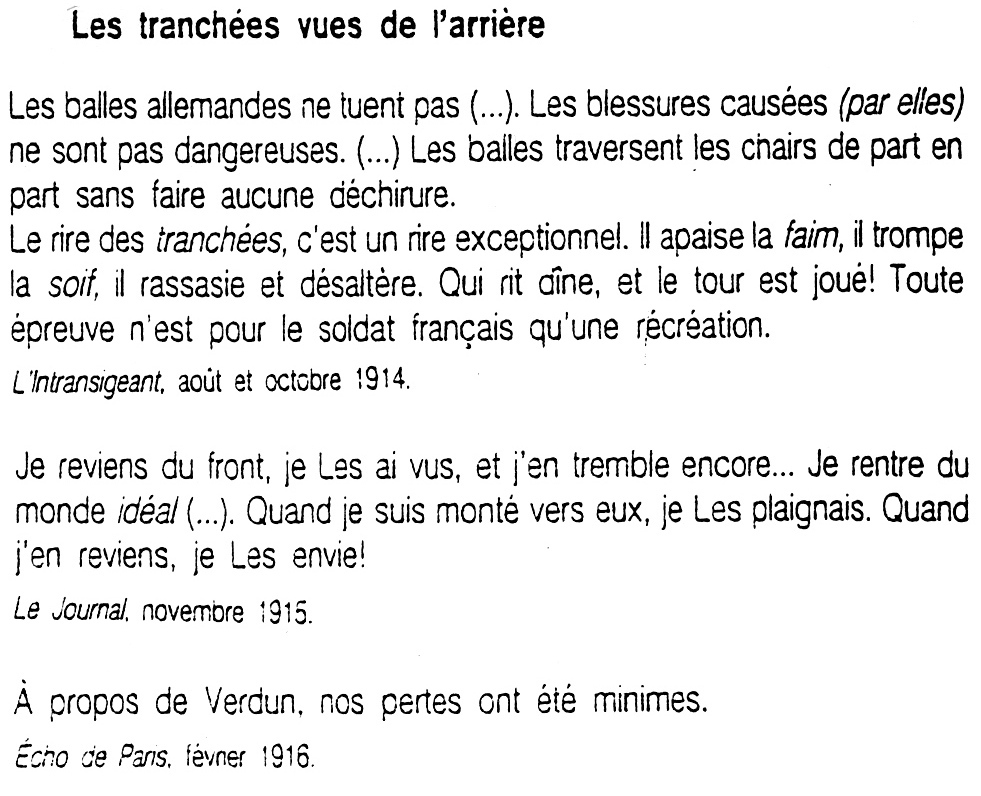 Les tranchées vues de l'arrière
Les balles allemandes ne tuent pas (...). Les blessures causées (par elles)
ne sont pas dangereuses. (...) Les balles traversent les chairs de part en
part sans faire aucune déchirure.
Le rire des tranchées, c'est un rire exceptionnel. Il apaise la faim, il trompe
la soif, il rassasie et désaltère. Qui rit dîne, et le tour est joué! Toute
épreuve n'est pour le soldat français qu'une récréation.
L'Intransigeant, août et octobre 1914.
Je reviens du front, je Les ai vus, et j'en tremble encore... Je rentre du
monde idéal (...). Quand je suis monté vers eux, je Les plaignais. Quand
j'en reviens, je Les envie!
Le Journal, novembre 1915.
À propos de Verdun, nos pertes ont été minimes.
Écho de Paris, février 1916.